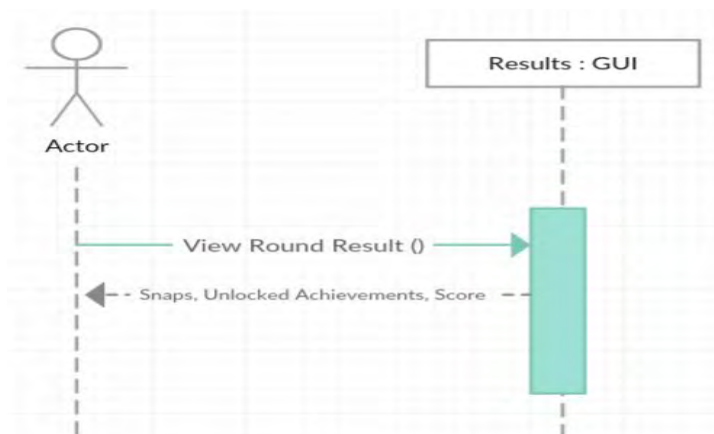 Results : GUI
Actor
View Round Result ()
Snaps, Unlocked Achievements, Score